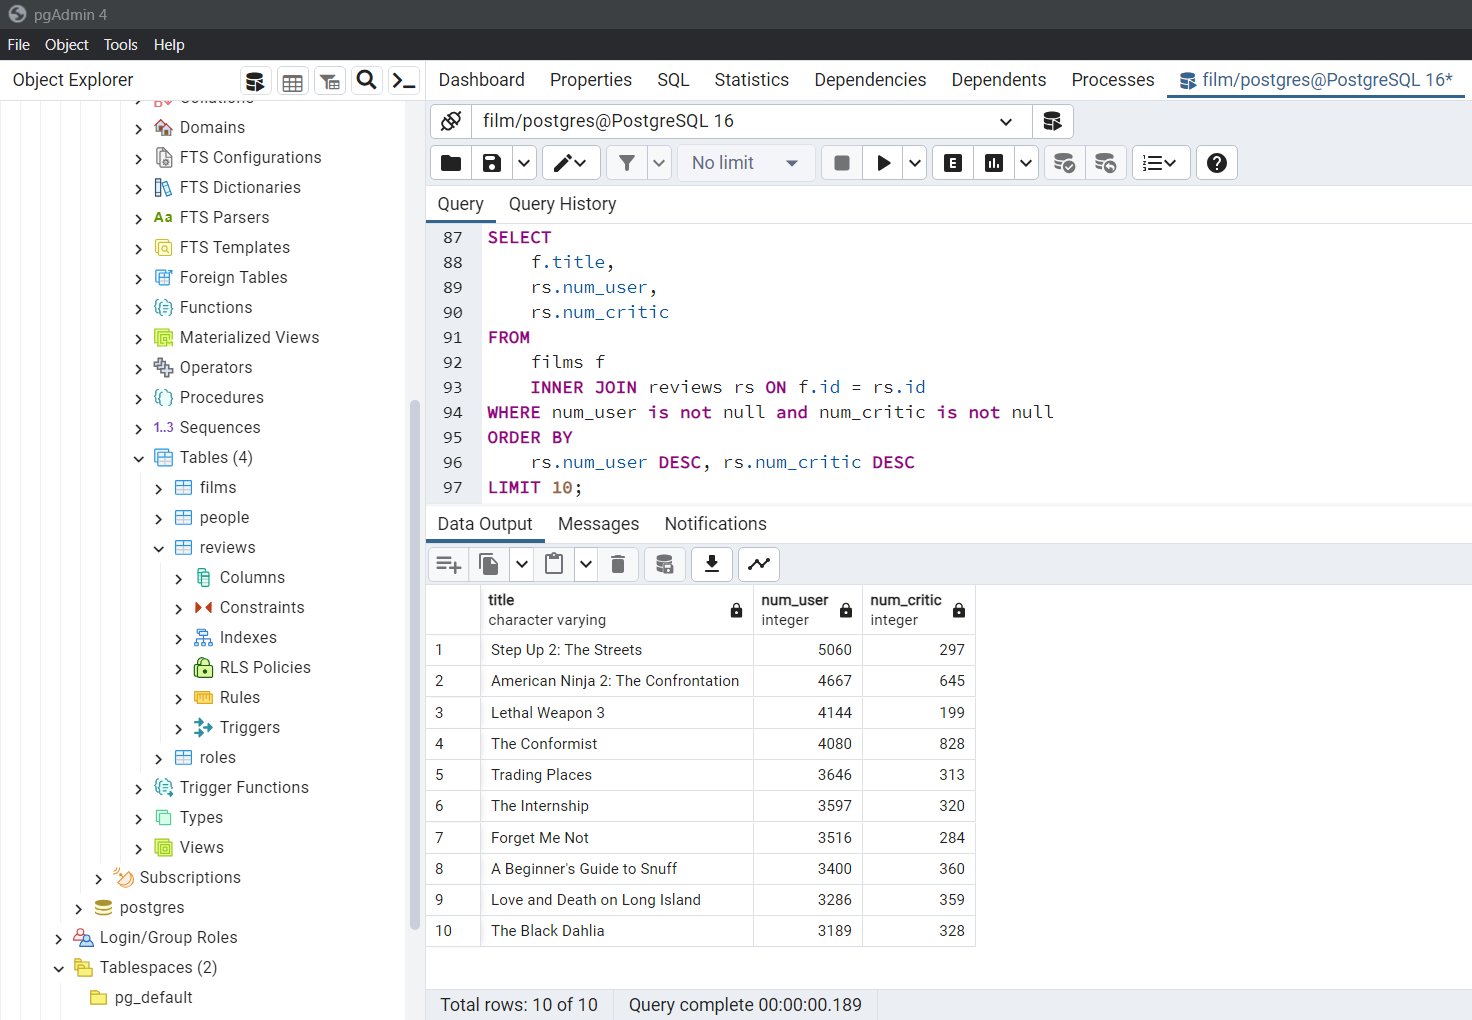 pgAdmin 4
File Object Tools Help
Object Explorer
Dashboard Properties SQL Statistics Dependencies Dependents Processes film/postgres@PostgreSQL 16*
Collations
Domains
FTS Configurations
FTS Dictionaries
Aa FTS Parsers
FTS Templates
Foreign Tables
Functions
Materialized Views
Operators
Procedures
1..3 Sequences
Tables (4)
films
people
reviews
Columns
Constraints
Indexes
RLS Policies
Rules
Triggers
roles
Trigger Functions
Types
Views
Subscriptions
postgres
Login/Group Roles
Tablespaces (2)
pg_default
film/postgres@PostgreSQL 16
No limit
E
Query Query History
87 SELECT
88 f.title,
89 rs.num_user,
90 rs.num_critic
91 FROM
92 films f
93 INNER JOIN reviews rs ON f.id = rs.id
94 WHERE num_user is not null and num_critic is not null
95 ORDER BY
96 rs.num_user DESC, rs.num_critic DESC
97 LIMIT 10;
Data Output Messages Notifications
title num_user num_critic
character varying integer integer
1 Step Up 2: The Streets 5060 297
2 American Ninja 2: The Confrontation 4667 645
3 Lethal Weapon 3 4144 199
4 The Conformist 4080 828
5 Trading Places 3646 313
6 The Internship 3597 320
7 Forget Me Not 3516 284
8 A Beginner's Guide to Snuff 3400 360
9 Love and Death on Long Island 3286 359
10 The Black Dahlia 3189 328
Total rows: 10 of 10 Query complete 00:00:00.189